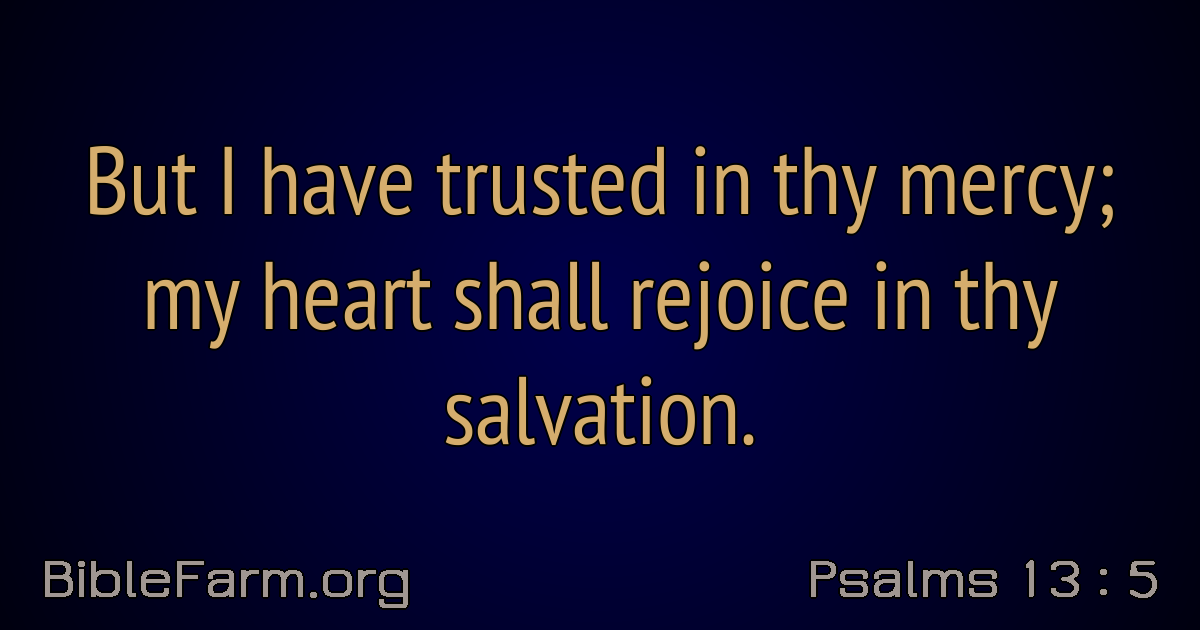 But I have trusted in thy mercy;
my heart shall rejoice in thy
salvation.
BibleFarm.org
Psalms 13 : 5